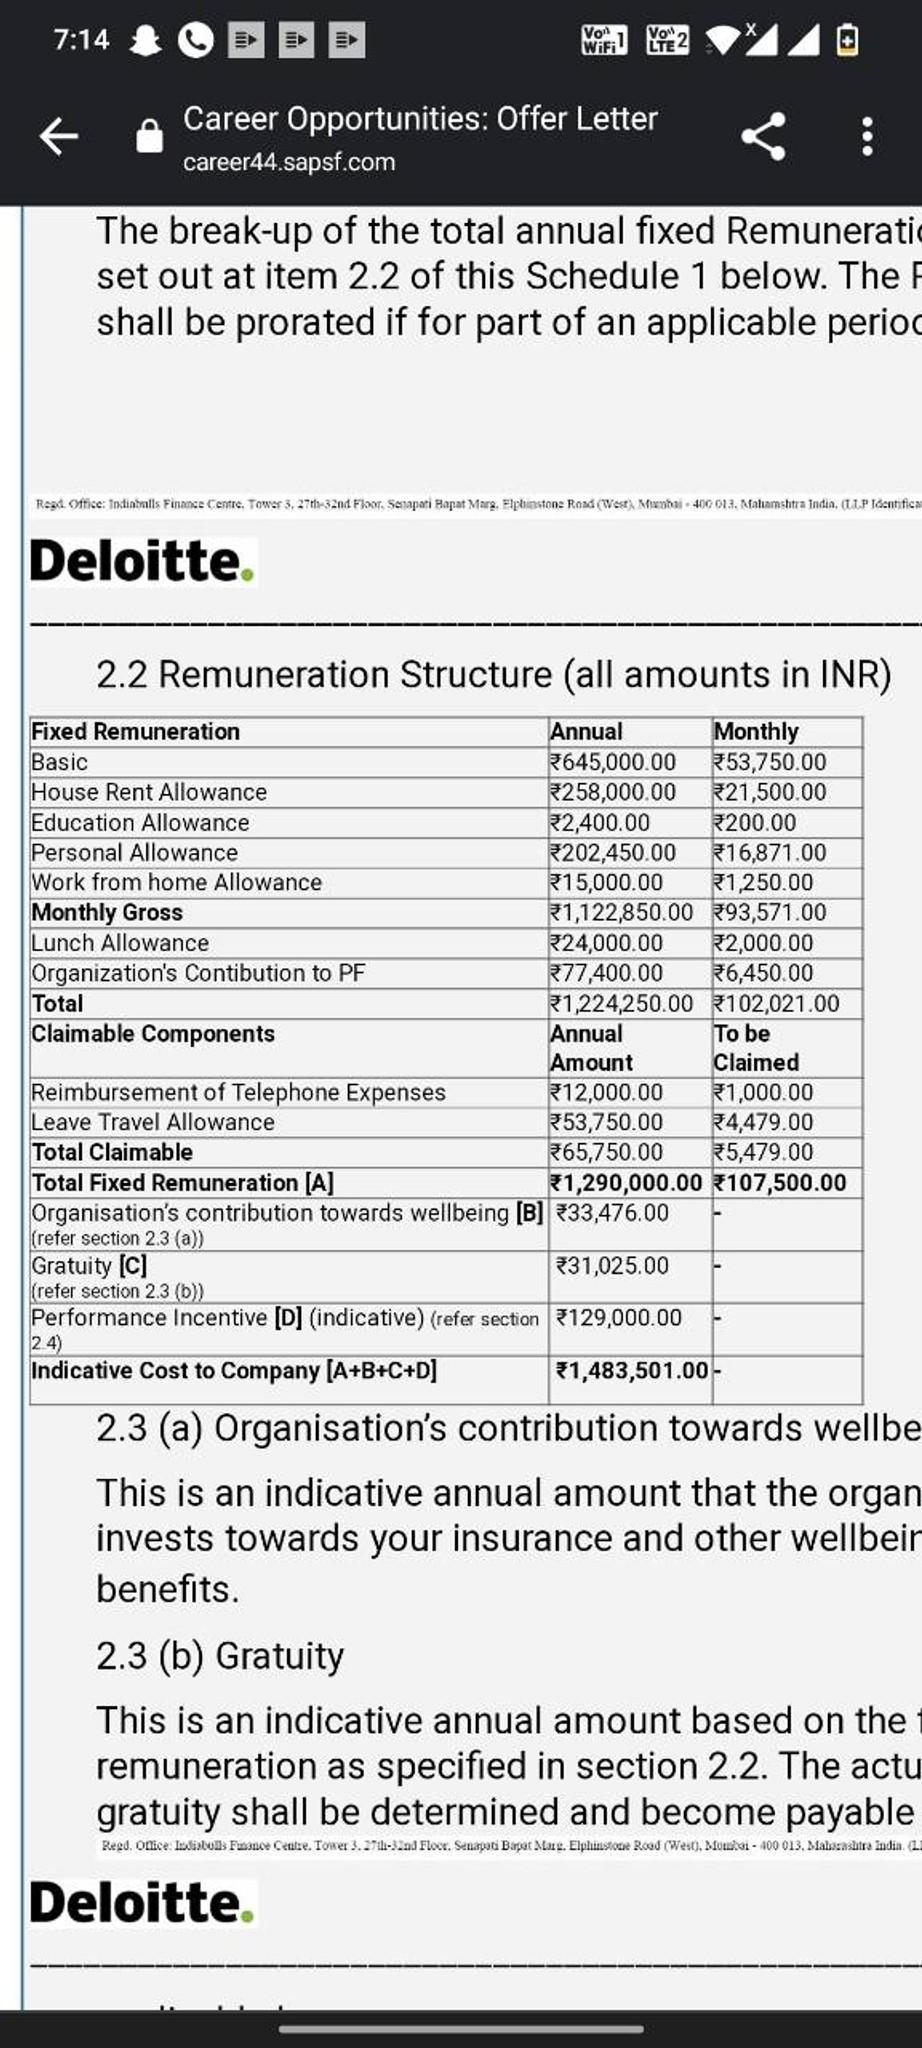 7:14 Vo)) WiFi 1 Vo)) LTE 2 X
Career Opportunities: Offer Letter
career44.sapsf.com
The break-up of the total annual fixed Remunerati
set out at item 2.2 of this Schedule 1 below. The
shall be prorated if for part of an applicable perio
Regd. Office: Indiabulls Finance Centre, Tower 3, 27th-32nd Floor, Senapati Bapat Marg, Elphinstone Road (West), Mumbai - 400 013, Maharashtra India. (LLP Identifica
Deloitte.
2.2 Remuneration Structure (all amounts in INR)
Fixed Remuneration Annual Monthly
Basic ₹645,000.00 ₹53,750.00
House Rent Allowance ₹258,000.00 ₹21,500.00
Education Allowance ₹2,400.00 ₹200.00
Personal Allowance ₹202,450.00 ₹16,871.00
Work from home Allowance ₹15,000.00 ₹1,250.00
Monthly Gross ₹1,122,850.00 ₹93,571.00
Lunch Allowance ₹24,000.00 ₹2,000.00
Organization's Contibution to PF ₹77,400.00 ₹6,450.00
Total ₹1,224,250.00 ₹102,021.00
Claimable Components Annual To be
Amount Claimed
Reimbursement of Telephone Expenses ₹12,000.00 ₹1,000.00
Leave Travel Allowance ₹53,750.00 ₹4,479.00
Total Claimable ₹65,750.00 ₹5,479.00
Total Fixed Remuneration [A] ₹1,290,000.00 ₹107,500.00
Organisation's contribution towards wellbeing [B] ₹33,476.00 -
(refer section 2.3 (a))
Gratuity [C] ₹31,025.00 -
(refer section 2.3 (b))
Performance Incentive [D] (indicative) (refer section ₹129,000.00 -
2.4)
Indicative Cost to Company [A+B+C+D] ₹1,483,501.00 -
2.3 (a) Organisation's contribution towards wellbe
This is an indicative annual amount that the organ
invests towards your insurance and other wellbein
benefits.
2.3 (b) Gratuity
This is an indicative annual amount based on the f
remuneration as specified in section 2.2. The actu
gratuity shall be determined and become payable
Regd. Office: Indiabulls Finance Centre, Tower 3, 27th-32nd Floor, Senapati Bapat Marg, Elphinstone Road (West), Mumbai - 400 013, Maharashtra India. (LL
Deloitte.